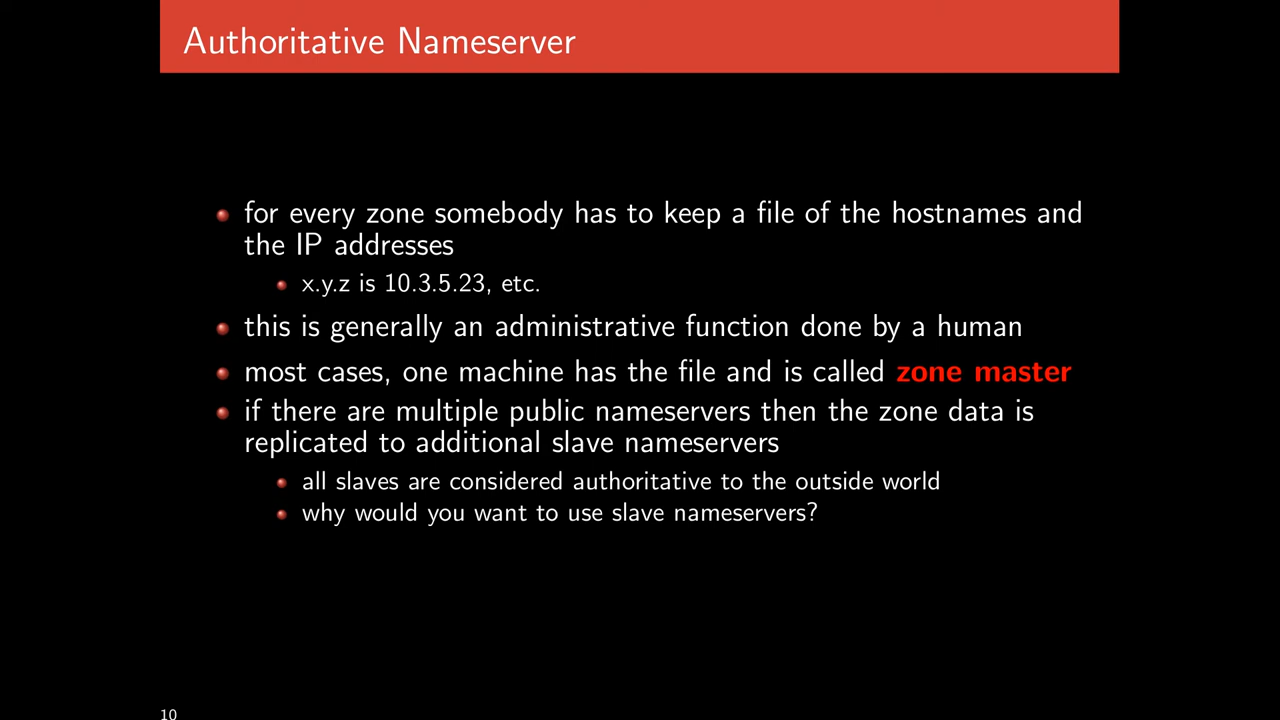 Authoritative Nameserver
for every zone somebody has to keep a file of the hostnames and
the IP addresses
x.y.z is 10.3.5.23, etc.
this is generally an administrative function done by a human
most cases, one machine has the file and is called zone master
if there are multiple public nameservers then the zone data is
replicated to additional slave nameservers
all slaves are considered authoritative to the outside world
why would you want to use slave nameservers?
10